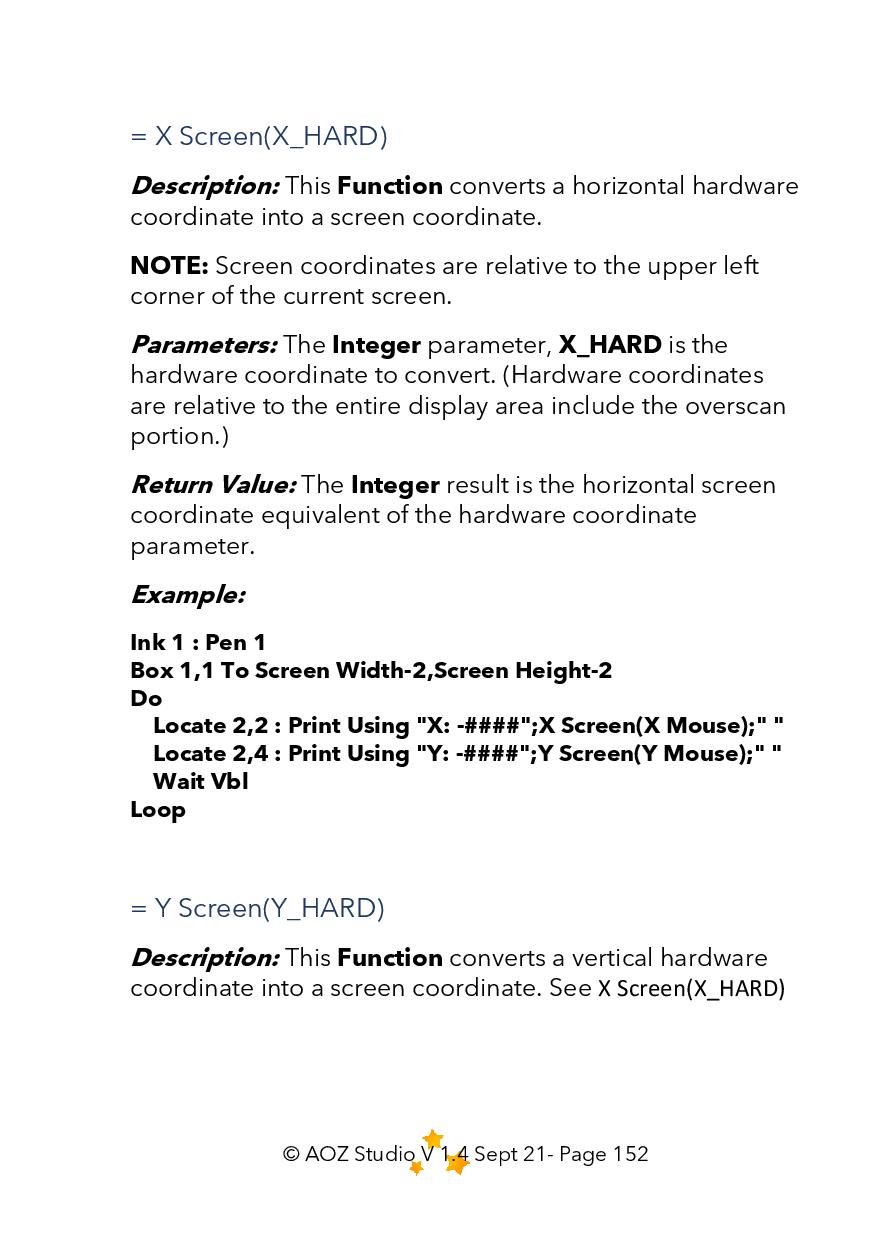 = X Screen(X_HARD)
Description: This Function converts a horizontal hardware
coordinate into a screen coordinate.
NOTE: Screen coordinates are relative to the upper left
corner of the current screen.
Parameters: The Integer parameter, X_HARD is the
hardware coordinate to convert. (Hardware coordinates
are relative to the entire display area include the overscan
portion.)
Return Value: The Integer result is the horizontal screen
coordinate equivalent of the hardware coordinate
parameter.
Example:
Ink 1 : Pen 1
Box 1,1 To Screen Width-2,Screen Height-2
Do
Locate 2,2 : Print Using "X: -####";X Screen(X Mouse);" "
Locate 2,4 : Print Using "Y: -####";Y Screen(Y Mouse);" "
Wait Vbl
Loop
= Y Screen(Y_HARD)
Description: This Function converts a vertical hardware
coordinate into a screen coordinate. See X Screen(X_HARD)
© AOZ Studio V 1.4 Sept 21- Page 152